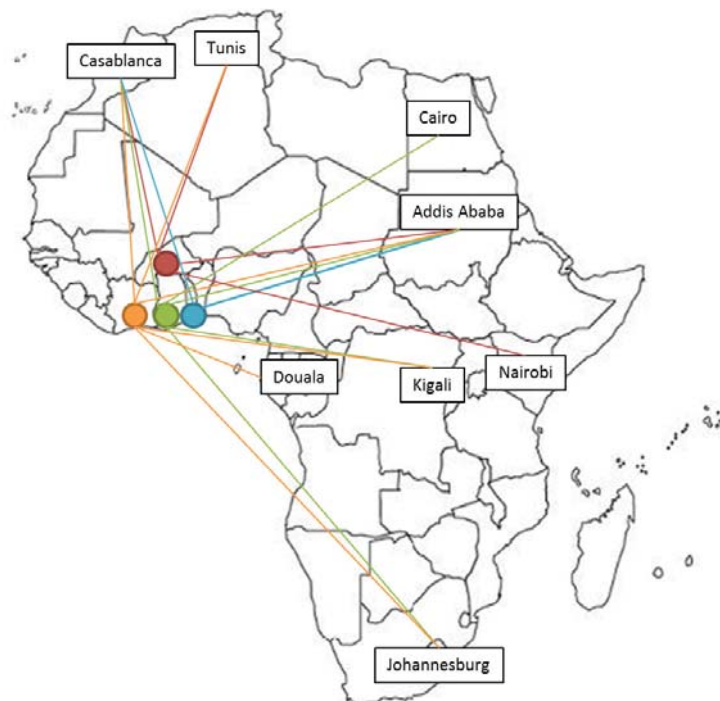 Tunis
Casablanca
Cairo
Addis Ababa
Nairobi
Douala
Kigali
Johannesburg